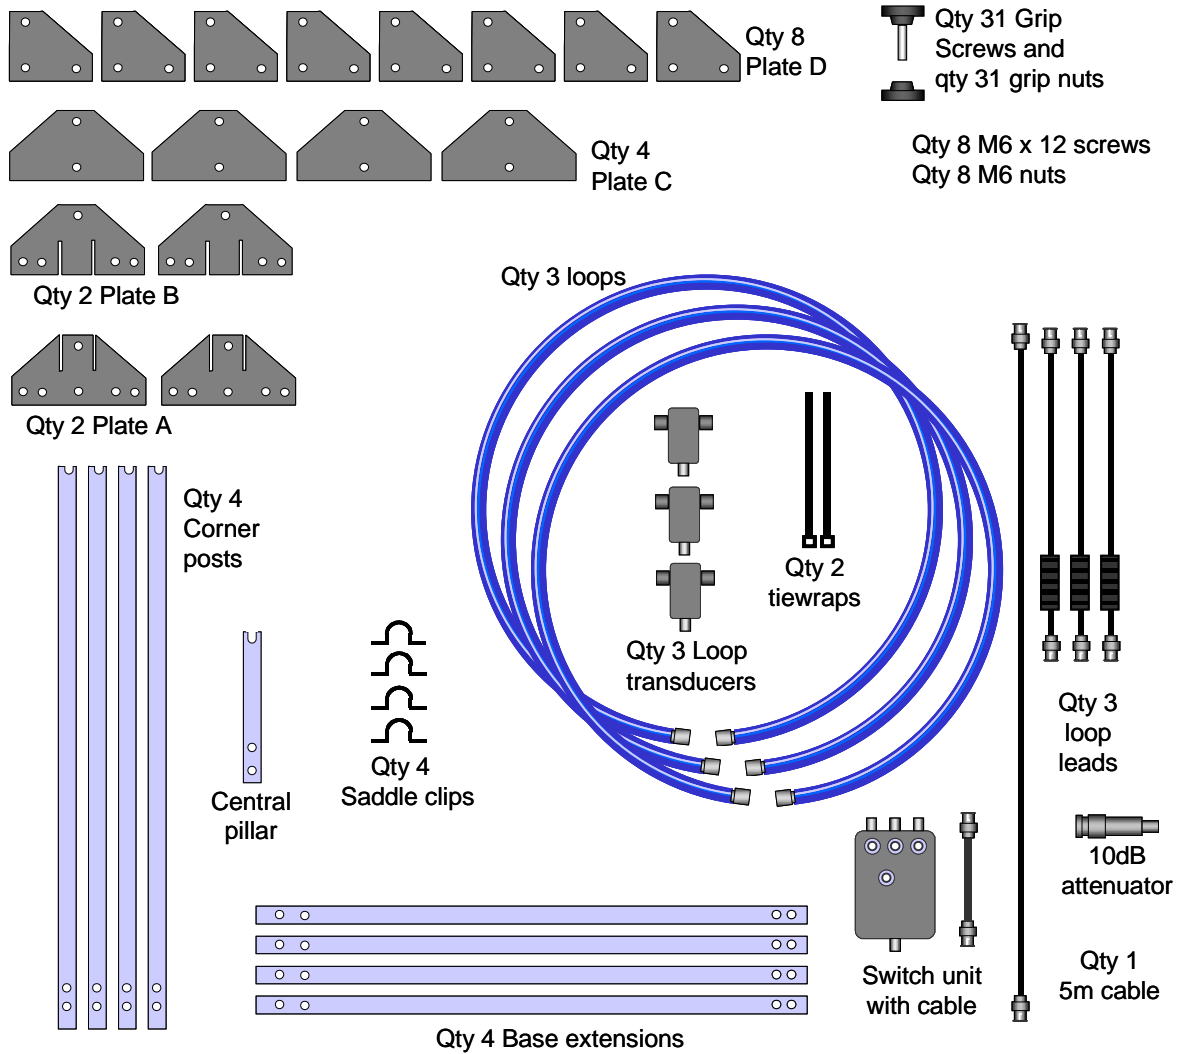 Qty 8
Plate D
Qty 31 Grip
Screws and
qty 31 grip nuts
Qty 4
Plate C
Qty 8 M6 x 12 screws
Qty 8 M6 nuts
Qty 2 Plate B
Qty 3 loops
Qty 2 Plate A
Qty 4
Corner
posts
Qty 2
tiewraps
Qty 3 Loop
transducers
Qty 3
loop
leads
Qty 4
Saddle clips
Central
pillar
10dB
attenuator
Switch unit
with cable
Qty 1
5m cable
Qty 4 Base extensions